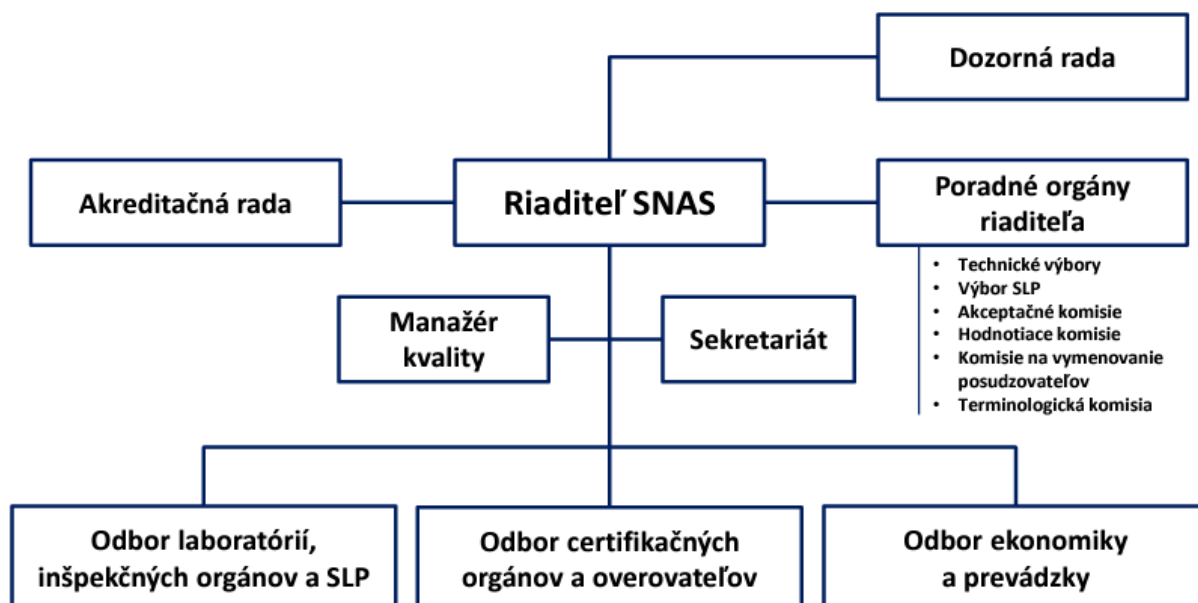 Dozorná rada
Akreditačná rada
Riaditeľ SNAS
Poradné orgány
riaditeľa
• Technické výbory
• Výbor SLP
• Akceptačné komisie
• Hodnotiace komisie
• Komisie na vymenovanie
posudzovateľov
• Terminologická komisia
Manažér
kvality
Sekretariát
Odbor laboratórií,
inšpekčných orgánov a SLP
Odbor certifikačných
orgánov a overovateľov
Odbor ekonomiky
a prevádzky